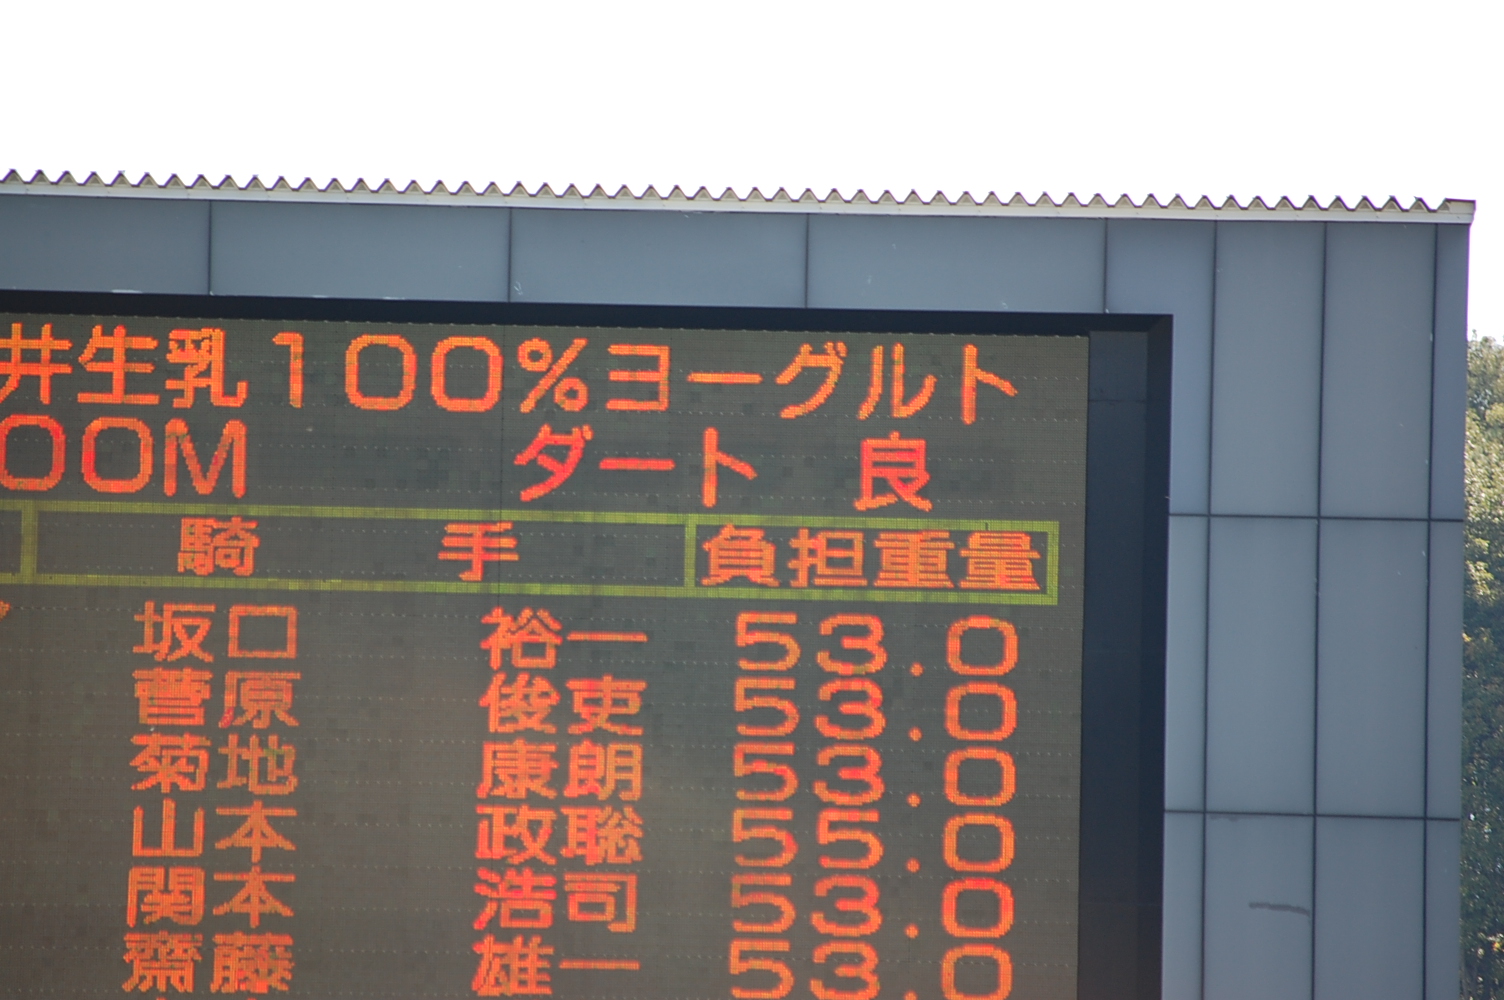 井生乳100%ヨーグルト
00M ダート 良
騎手 負担重量
坂口 裕一 53.0
菅原 俊吏 53.0
菊地 康朗 53.0
山本 政聡 55.0
関本 浩司 53.0
齋藤 雄一 53.0